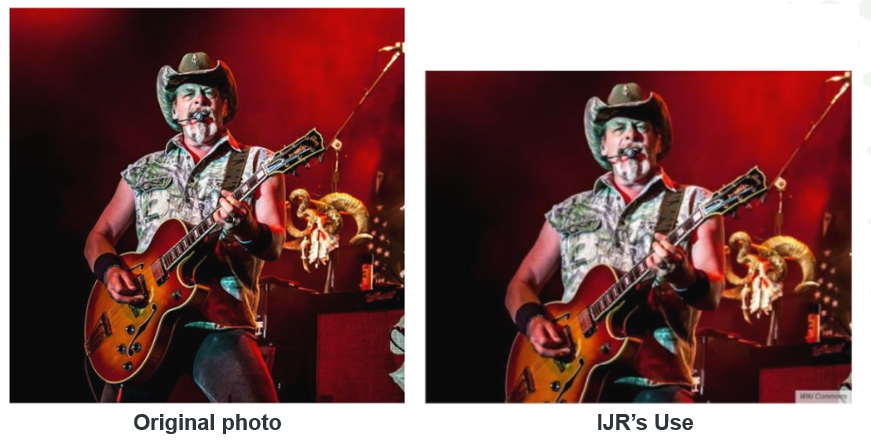 Wiki Commons
Original photo
IJR's Use